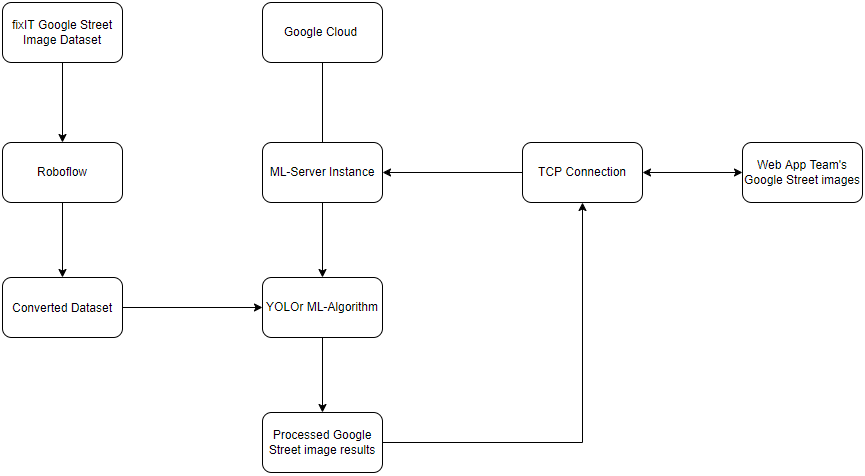 fixIT Google Street
Image Dataset
Google Cloud
Roboflow
ML-Server Instance
TCP Connection
Web App Team's
Google Street images
Converted Dataset
YOLOr ML-Algorithm
Processed Google
Street image results